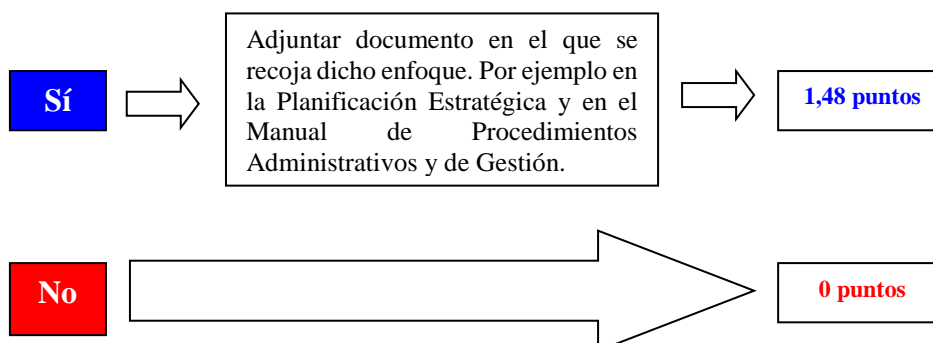 Sí
Adjuntar documento en el que se
recoja dicho enfoque. Por ejemplo en
la Planificación Estratégica y en el
Manual de Procedimientos
Administrativos y de Gestión.
1,48 puntos
No
0 puntos